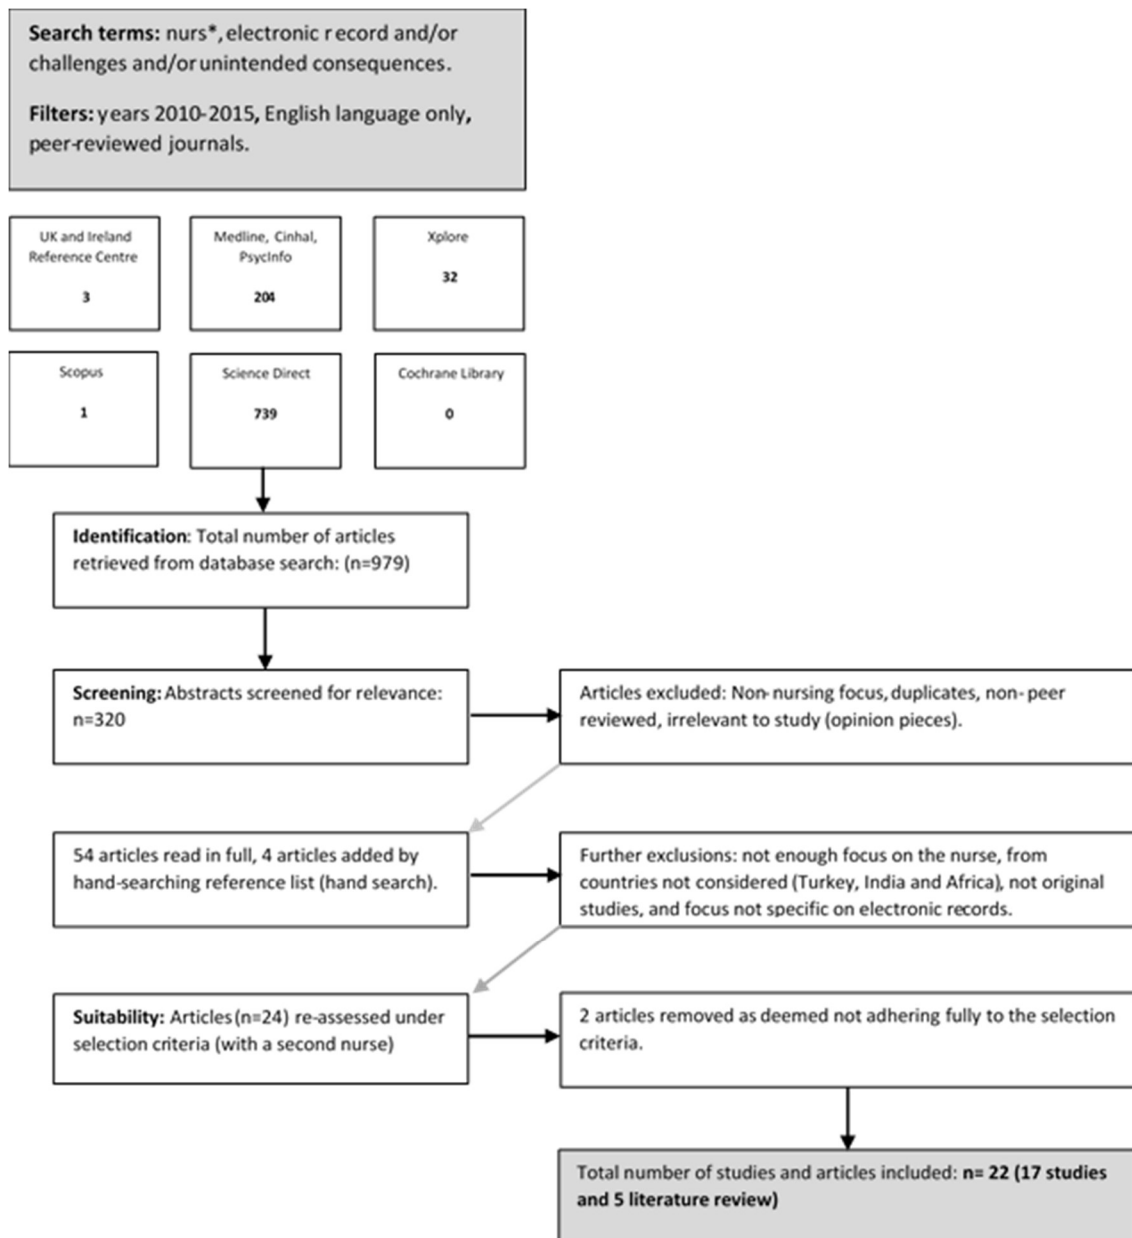 Search terms: nurs*, electronic record and/or
challenges and/or unintended consequences.
Filters: years 2010-2015, English language only,
peer-reviewed journals.
UK and Ireland
Reference Centre
3
Medline, Cinhal,
PsycInfo
204
Xplore
32
Scopus
1
Science Direct
739
Cochrane Library
0
Identification: Total number of articles
retrieved from database search: (n=979)
Screening: Abstracts screened for relevance:
n=320
Articles excluded: Non-nursing focus, duplicates, non-peer
reviewed, irrelevant to study (opinion pieces).
54 articles read in full, 4 articles added by
hand-searching reference list (hand search).
Further exclusions: not enough focus on the nurse, from
countries not considered (Turkey, India and Africa), not original
studies, and focus not specific on electronic records.
Suitability: Articles (n=24) re-assessed under
selection criteria (with a second nurse)
2 articles removed as deemed not adhering fully to the selection
criteria.
Total number of studies and articles included: n= 22 (17 studies
and 5 literature review)